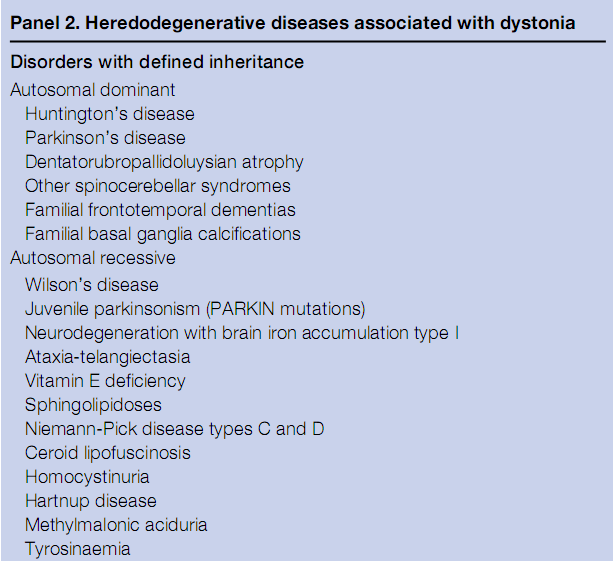 Panel 2. Heredodegenerative diseases associated with dystonia
Disorders with defined inheritance
Autosomal dominant
Huntington's disease
Parkinson's disease
Dentatorubropallidoluysian atrophy
Other spinocerebellar syndromes
Familial frontotemporal dementias
Familial basal ganglia calcifications
Autosomal recessive
Wilson's disease
Juvenile parkinsonism (PARKIN mutations)
Neurodegeneration with brain iron accumulation type I
Ataxia-telangiectasia
Vitamin E deficiency
Sphingolipidoses
Niemann-Pick disease types C and D
Ceroid lipofuscinosis
Homocystinuria
Hartnup disease
Methylmalonic aciduria
Tyrosinaemia